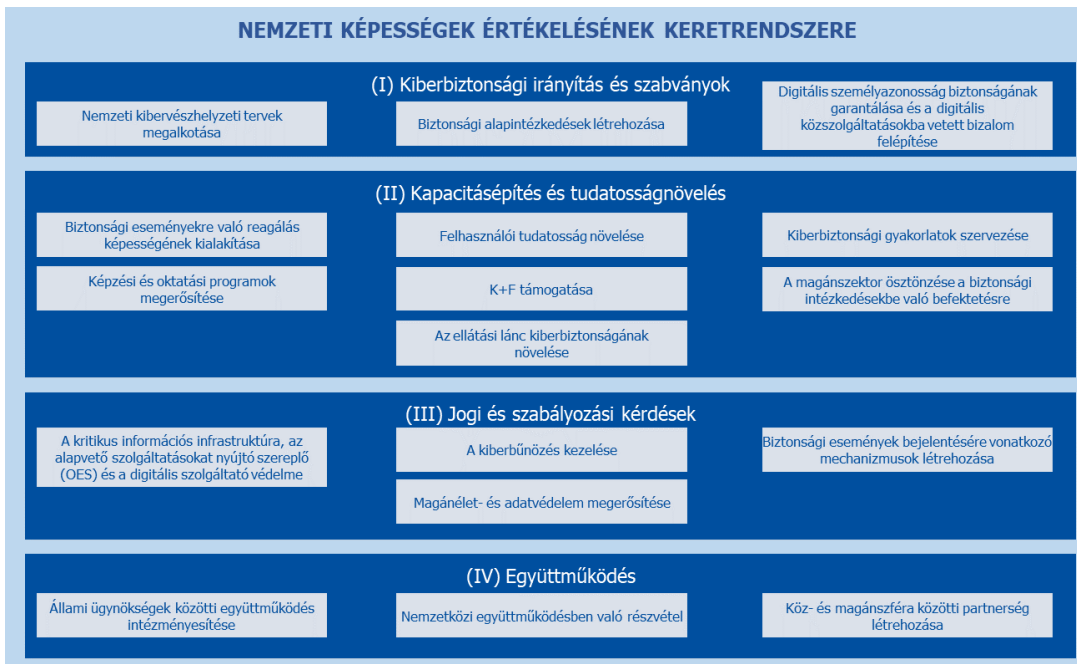 NEMZETI KÉPESSÉGEK ÉRTÉKELÉSÉNEK KERETRENDSZERE
(I) Kiberbiztonsági irányítás és szabványok
Nemzeti kibervészhelyzeti tervek
megalkotása
Biztonsági alapintézkedések létrehozása
Digitális személyazonosság biztonságának
garantálása és a digitális
közszolgáltatásokba vetett bizalom
felépítése
(II) Kapacitásépítés és tudatosságnövelés
Biztonsági eseményekre való reagálás
képességének kialakítása
Felhasználói tudatosság növelése
Kiberbiztonsági gyakorlatok szervezése
Képzési és oktatási programok
megerősítése
K+F támogatása
A magánszektor ösztönzése a biztonsági
intézkedésekbe való befektetésre
Az ellátási lánc kiberbiztonságának
növelése
(III) Jogi és szabályozási kérdések
A kritikus információs infrastruktúra, az
alapvető szolgáltatásokat nyújtó szereplő
(OES) és a digitális szolgáltató védelme
A kiberbűnözés kezelése
Biztonsági események bejelentésére vonatkozó
mechanizmusok létrehozása
Magánélet- és adatvédelem megerősítése
(IV) Együttműködés
Állami ügynökségek közötti együttműködés
intézményesítése
Nemzetközi együttműködésben való részvétel
Köz- és magánszféra közötti partnerség
létrehozása